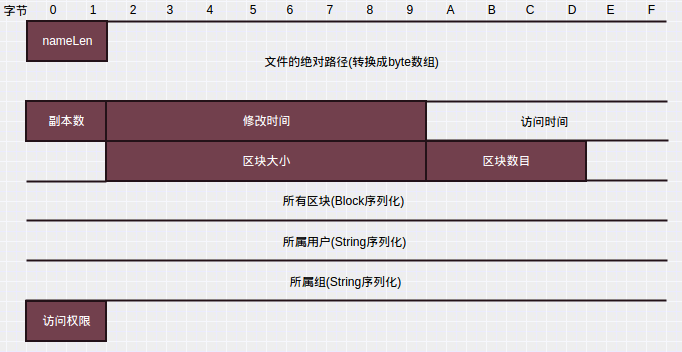 字节 0 1 2 3 4 5 6 7 8 9 A B C D E F
nameLen
文件的绝对路径(转换成byte数组)
副本数 修改时间 访问时间
区块大小 区块数目
所有区块(Block序列化)
所属用户(String序列化)
所属组(String序列化)
访问权限